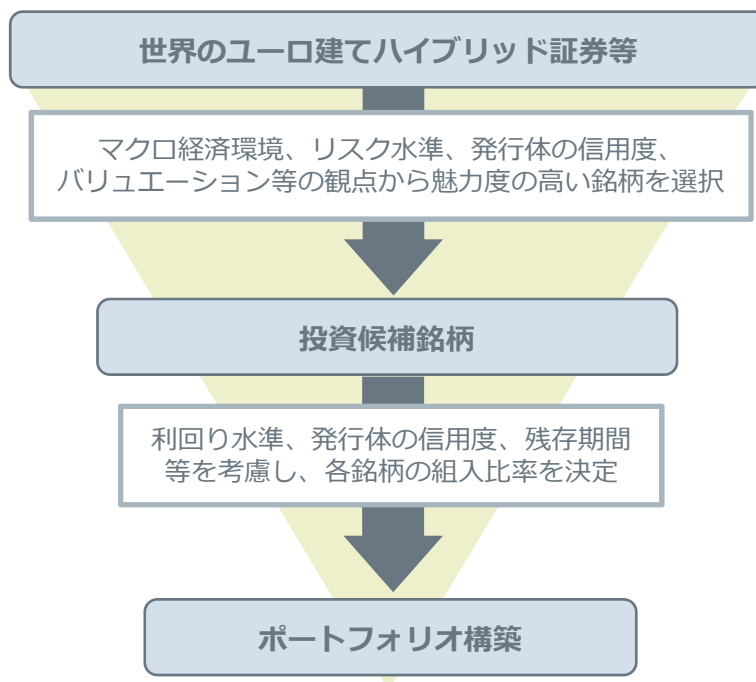 世界のユーロ建てハイブリッド証券等
マクロ経済環境、リスク水準、発行体の信用度、
バリュエーション等の観点から魅力度の高い銘柄を選択
投資候補銘柄
利回り水準、発行体の信用度、残存期間
等を考慮し、各銘柄の組入比率を決定
ポートフォリオ構築